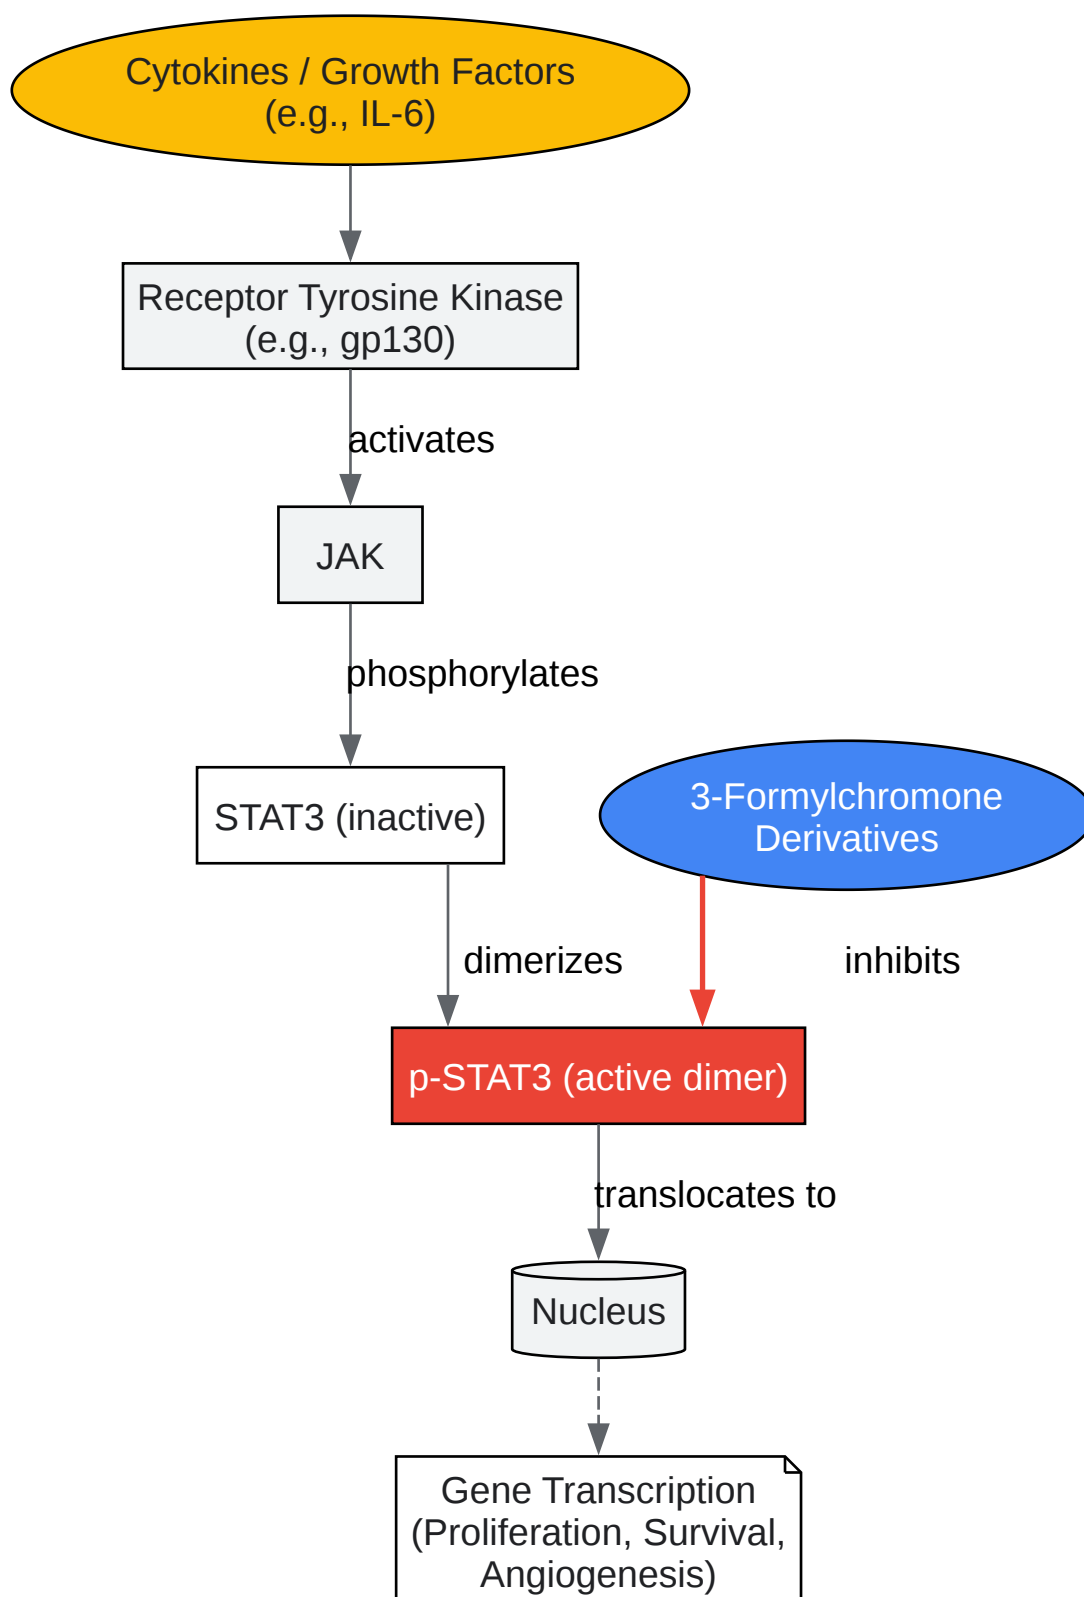 Cytokines / Growth Factors
(e.g., IL-6)
Receptor Tyrosine Kinase
(e.g., gp130)
activates
JAK
phosphorylates
STAT3 (inactive)
3-Formylchromone
Derivatives
dimerizes
inhibits
p-STAT3 (active dimer)
translocates to
Nucleus
Gene Transcription
(Proliferation, Survival,
Angiogenesis)